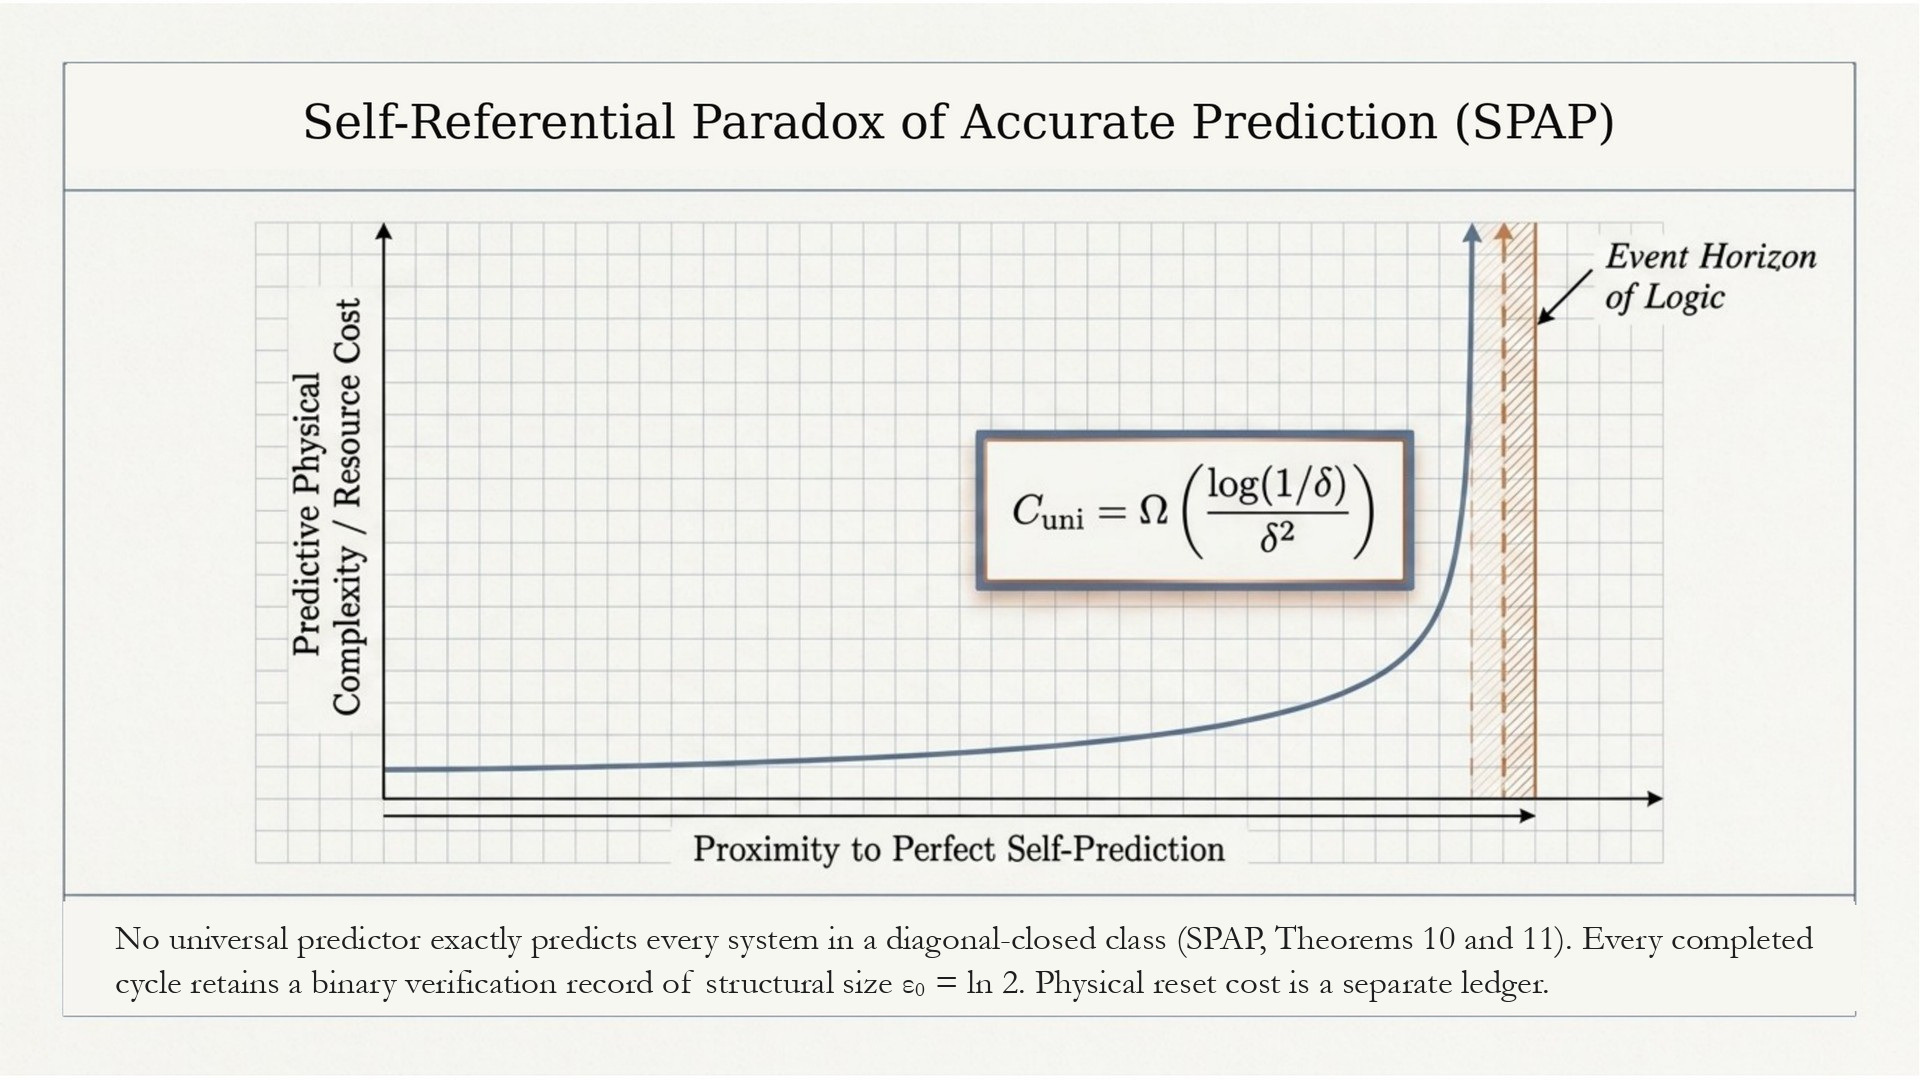 Self-Referential Paradox of Accurate Prediction (SPAP)
Predictive Physical
Complexity / Resource Cost
Event Horizon
of Logic
C_uni = Ω ( log(1/δ) / δ² )
Proximity to Perfect Self-Prediction
No universal predictor exactly predicts every system in a diagonal-closed class (SPAP, Theorems 10 and 11). Every completed
cycle retains a binary verification record of structural size ε₀ = ln 2. Physical reset cost is a separate ledger.